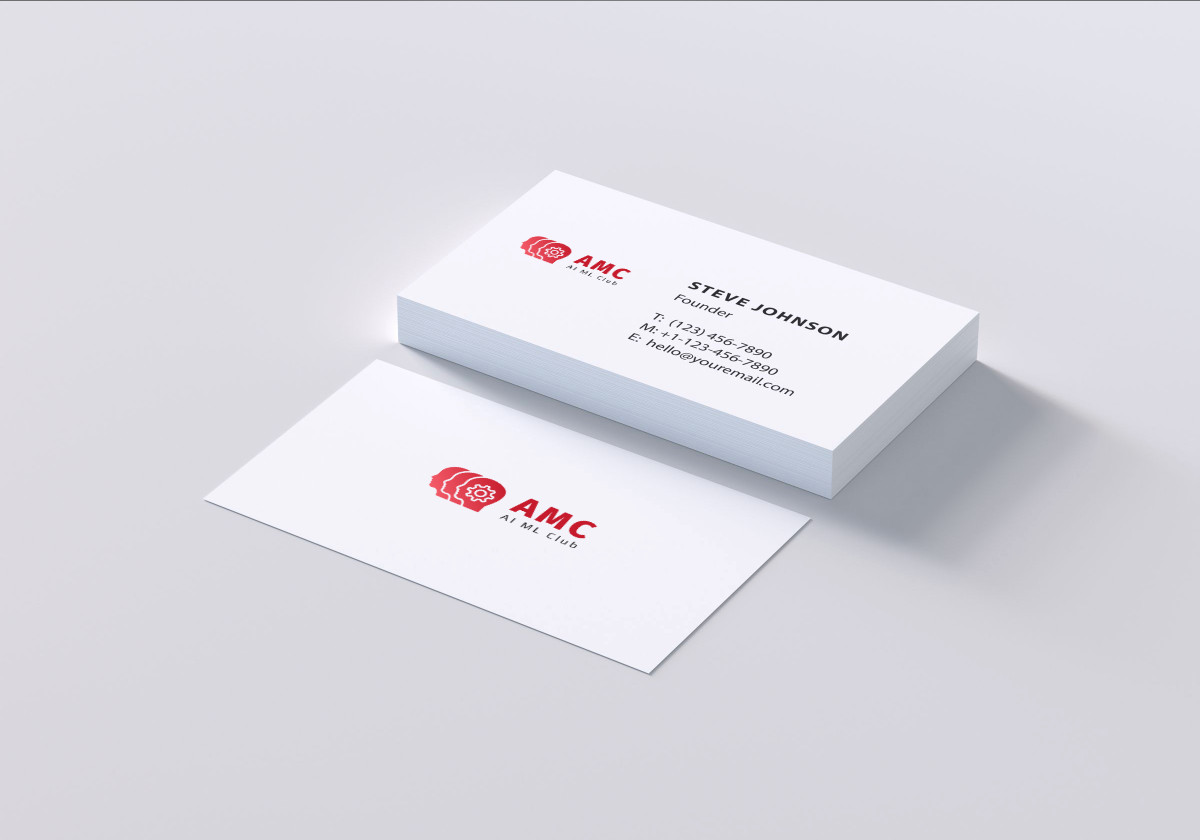 AMC
AI ML Club
STEVE JOHNSON
Founder
T: (123) 456-7890
M: +1-123-456-7890
E: hello@youremail.com
AMC
AI ML Club